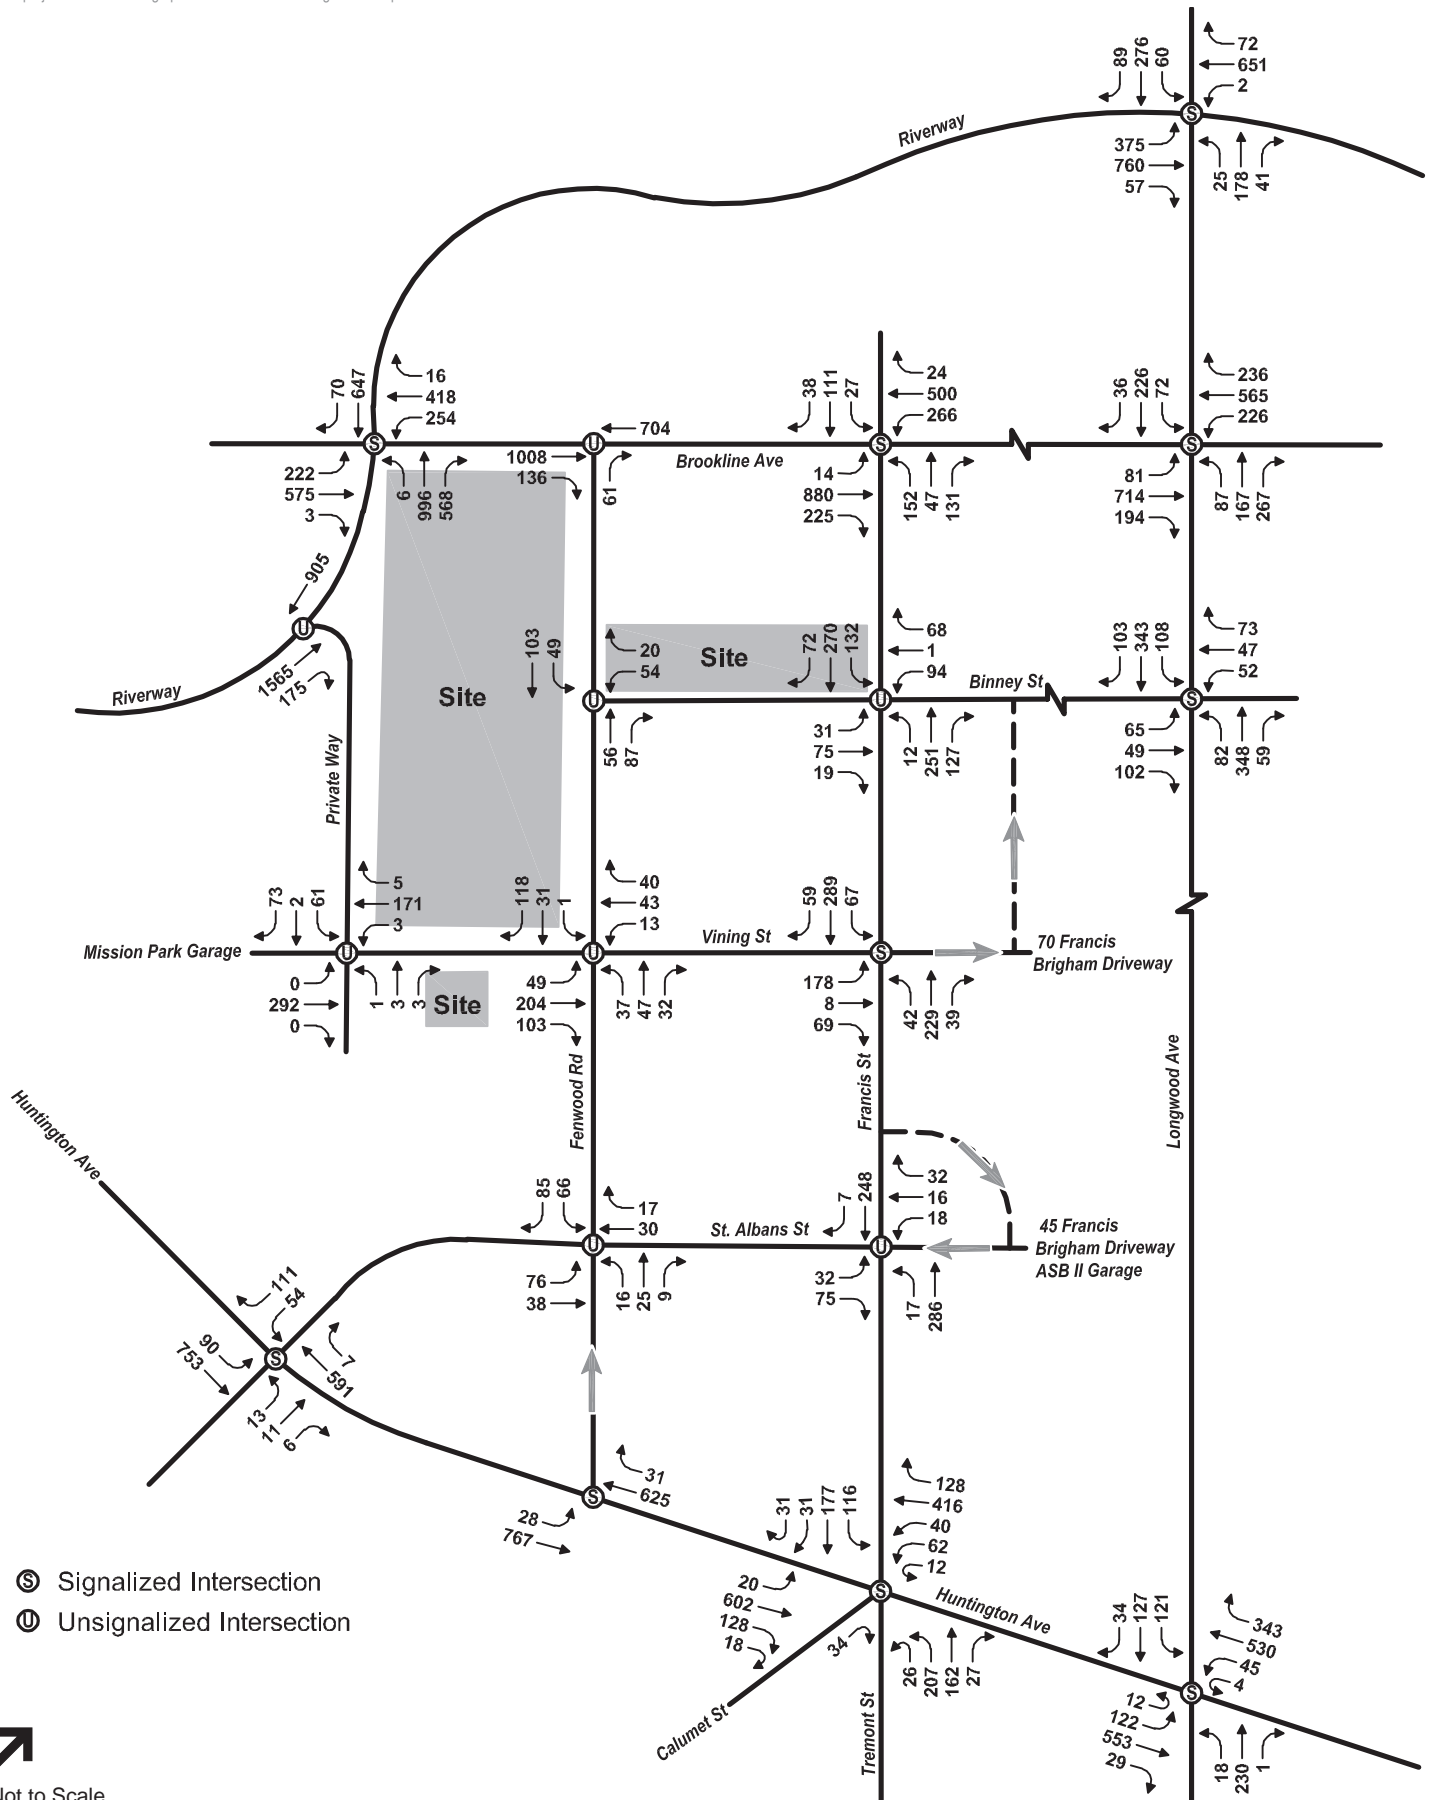 89 276 60
72
651
2
Riverway
375
760
57
25 178 41
70 647
16
418
254
704
38 111 27
24
500
266
36 226 72
236
565
226
222
575
3
6 996 568
1008
136
61
Brookline Ave
14
880
225
152 47 131
81
714
194
87 167 267
905
1565
175
Riverway
Private Way
Site
103 49
20
54
Site
72 270 132
68
1
94
Binney St
103 343 108
73
47
52
56 87
31
75
19
12 251 127
65
49
102
82 348 59
73 2 61
5
171
3
118 31 1
40
43
13
59 289 67
Mission Park Garage
Vining St
70 Francis
Brigham Driveway
0
292
0
1 3 3
Site
49
204
103
37 47 32
178
8
69
42 229 39
Huntington Ave
Fenwood Rd
Francis St
Longwood Ave
85 66
17
30
St. Albans St
7 248
32
16
18
45 Francis
Brigham Driveway
ASB II Garage
76
38
16 25 9
32
75
17 286
111
54
90
753
7
591
13
11
6
31
625
28
767
31 31 177 116
128
416
40
62
12
20
602
128
18
34
Huntington Ave
26 207 162 27
Calumet St
Tremont St
34 127 121
343
530
45
4
12
122
553
29
18 230 1
S Signalized Intersection
U Unsignalized Intersection
Not to Scale